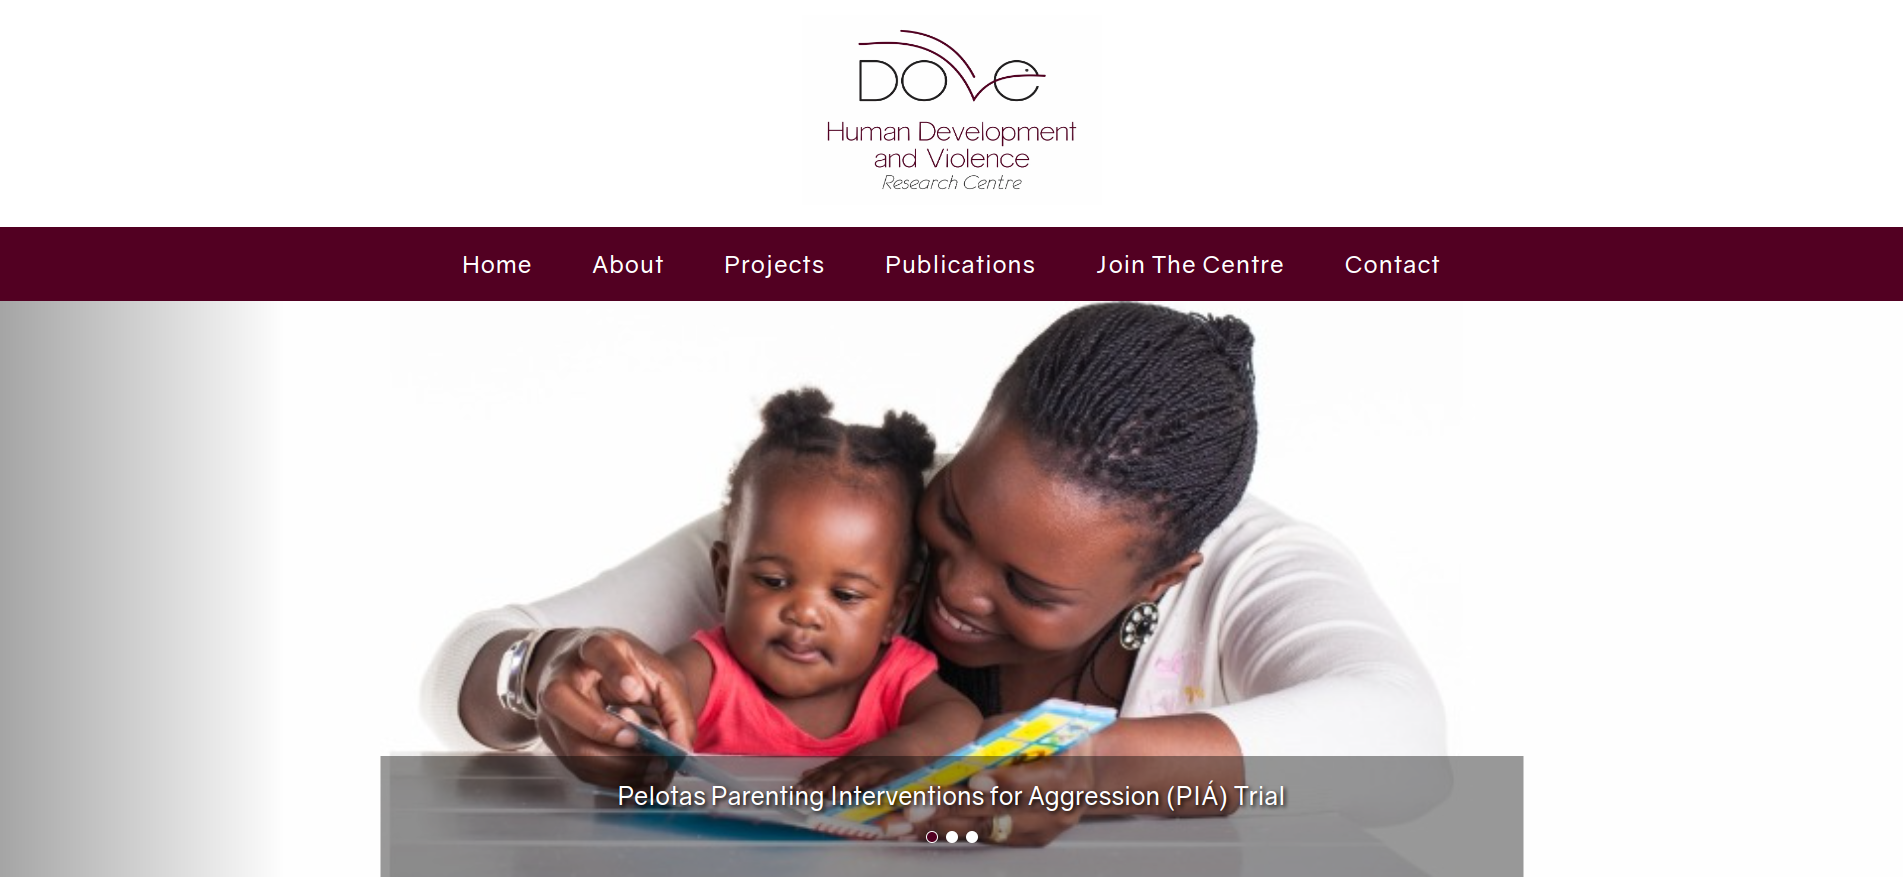 DOVe
Human Development
and Violence
Research Centre
Home About Projects Publications Join The Centre Contact
Pelotas Parenting Interventions for Aggression (PIÁ) Trial